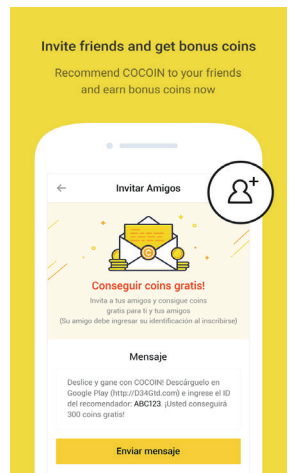 Invite friends and get bonus coins
Recommend COCOIN to your friends
and earn bonus coins now
Invitar Amigos
Conseguir coins gratis!
Invita a tus amigos y consigue coins
gratis para ti y tus amigos
(Su amigo debe ingresar su identificación al inscribirse)
Mensaje
Deslice y gane con COCOIN! Descárguelo en
Google Play (http://D34Gtd.com) e ingrese el ID
del recomendador: ABC123. ¡Usted conseguirá
300 coins gratis!
Enviar mensaje